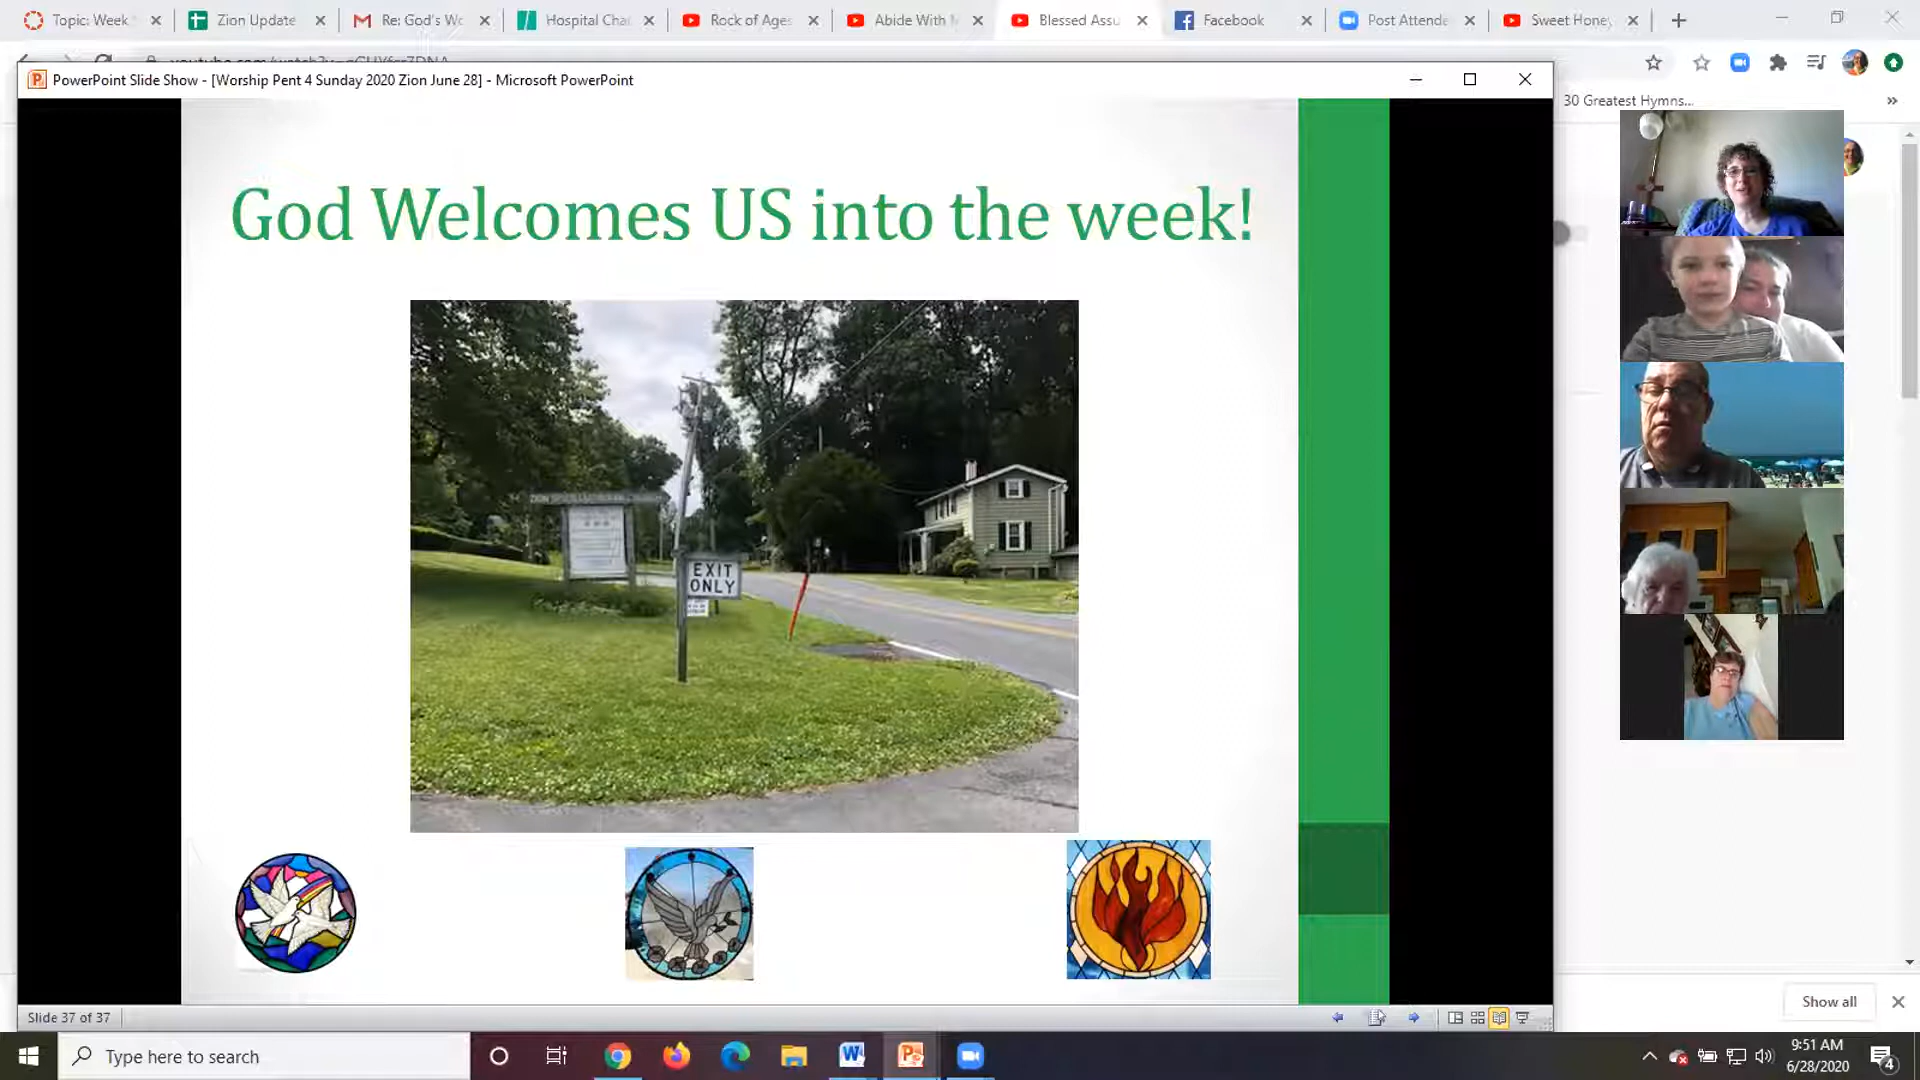 Topic: Week
Zion Update
Re: God's Wo
Hospital Cha
Rock of Ages
Abide With
Blessed Assu
Facebook
Post Attende
Sweet Honey
PowerPoint Slide Show - [Worship Pent 4 Sunday 2020 Zion June 28] - Microsoft PowerPoint
30 Greatest Hymns...
God Welcomes US into the week!
EXIT
ONLY
Slide 37 of 37
Show all
Type here to search
9:51 AM
6/28/2020
4